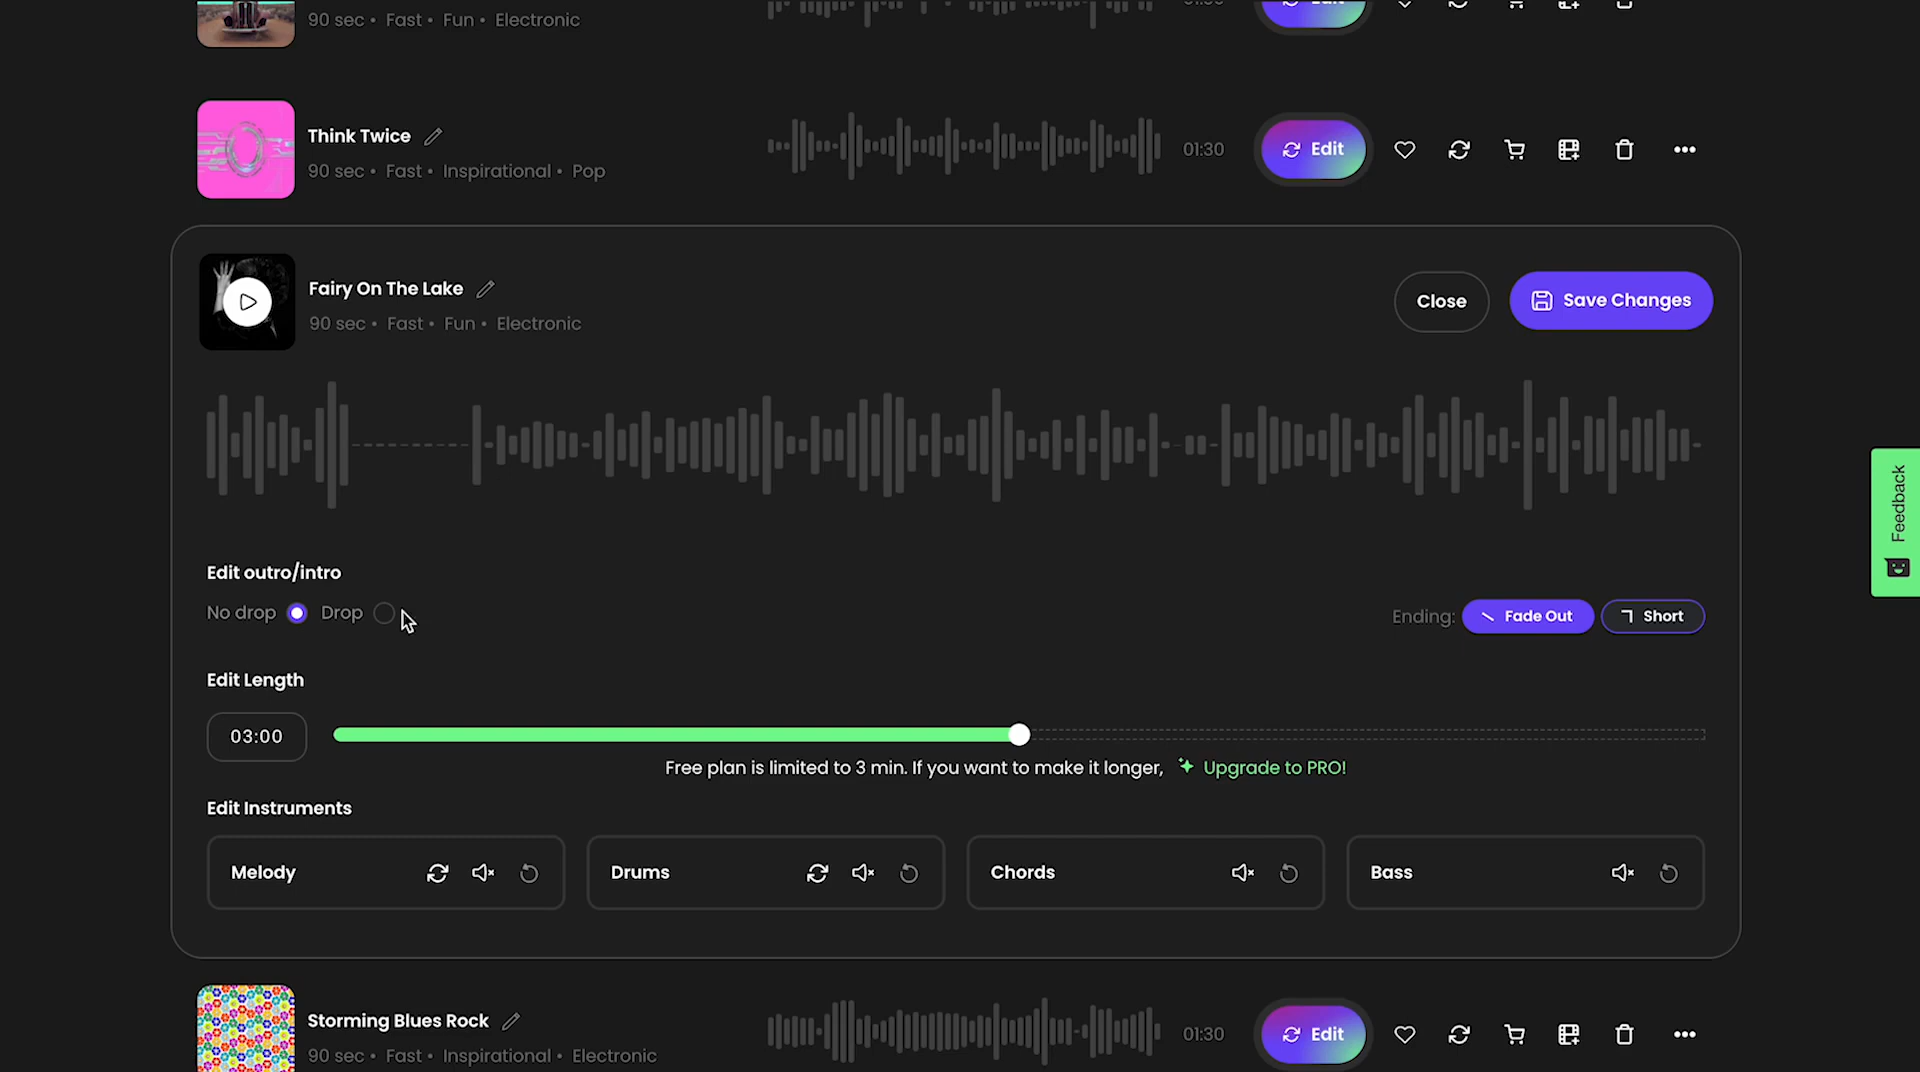 90 sec • Fast • Fun • Electronic
Think Twice
90 sec • Fast • Inspirational • Pop
01:30
Edit
Fairy On The Lake
90 sec • Fast • Fun • Electronic
Close
Save Changes
Edit outro/intro
No drop
Drop
Ending:
Fade Out
Short
Feedback
Edit Length
03:00
Free plan is limited to 3 min. If you want to make it longer, Upgrade to PRO!
Edit Instruments
Melody
Drums
Chords
Bass
Storming Blues Rock
90 sec • Fast • Inspirational • Electronic
01:30
Edit